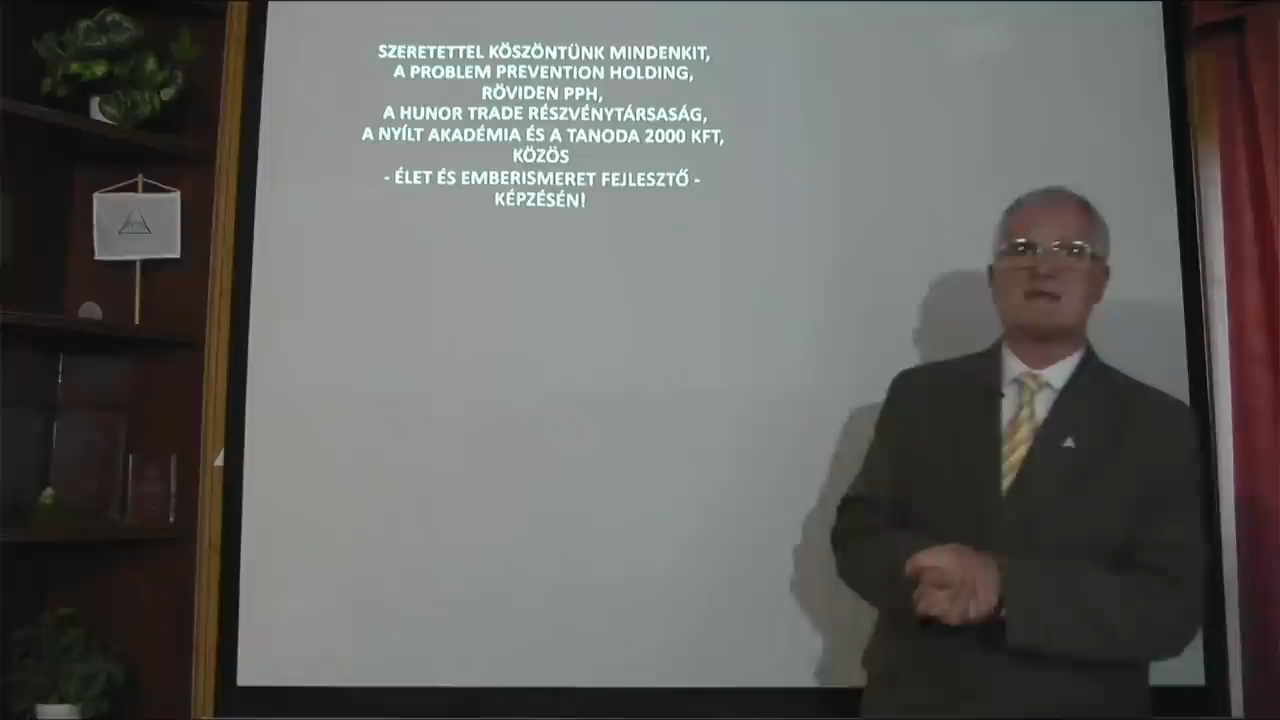 SZERETETTEL KÖSZÖNTÜNK MINDENKIT,
A PROBLEM PREVENTION HOLDING,
RÖVIDEN PPH,
A HUNOR TRADE RÉSZVÉNYTÁRSASÁG,
A NYÍLT AKADÉMIA ÉS A TANODA 2000 KFT,
KÖZÖS
- ÉLET ÉS EMBERISMERET FEJLESZTŐ -
KÉPZÉSÉN!